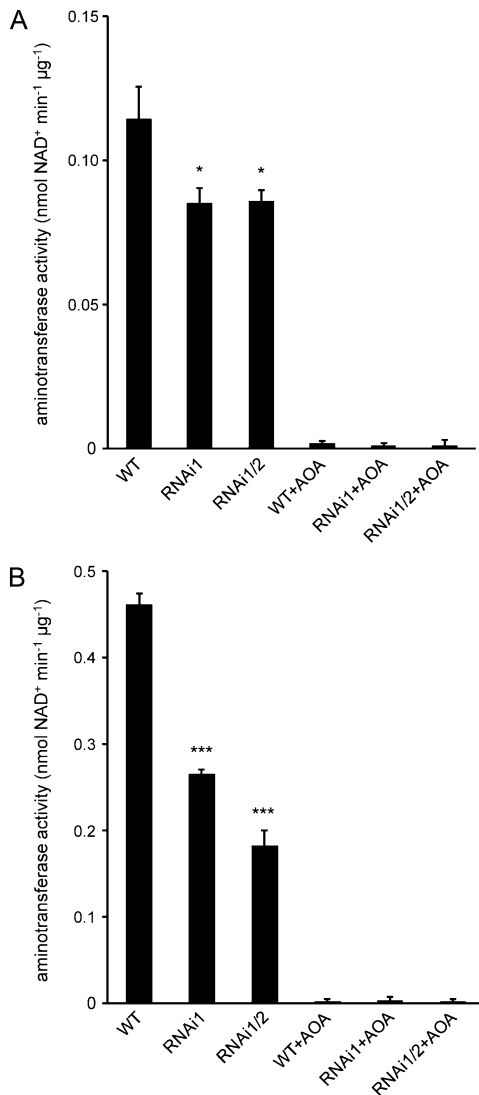 A
aminotransferase activity (nmol NAD⁺ min⁻¹ µg⁻¹)
0.15
0.10
0.05
0
*
*
WT
RNAi1
RNAi1/2
WT+AOA
RNAi1+AOA
RNAi1/2+AOA
B
aminotransferase activity (nmol NAD⁺ min⁻¹ µg⁻¹)
0.5
0.4
0.3
0.2
0.1
0
***
***
WT
RNAi1
RNAi1/2
WT+AOA
RNAi1+AOA
RNAi1/2+AOA